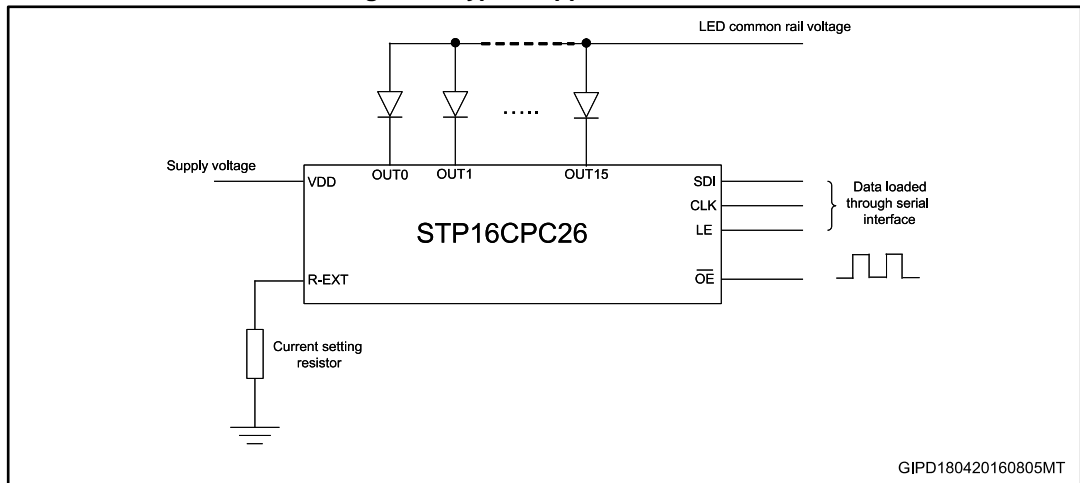 LED common rail voltage
.....
Supply voltage
VDD
OUT0
OUT1
OUT15
SDI
CLK
LE
OE
Data loaded
through serial
interface
STP16CPC26
R-EXT
Current setting
resistor
GIPD180420160805MT